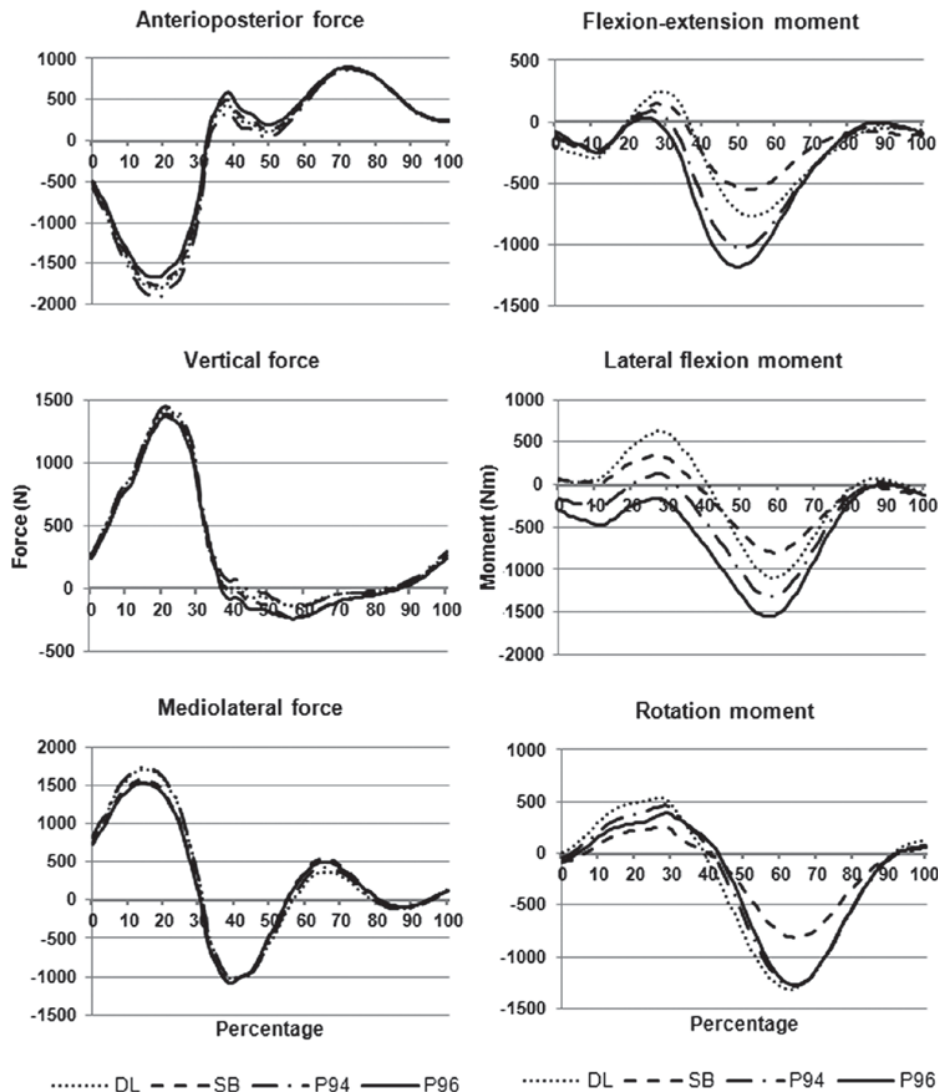 Anterioposterior force
1000
500
0
-500
-1000
-1500
-2000
0 10 20 30 40 50 60 70 80 90 100
Flexion-extension moment
500
0
-500
-1000
-1500
0 10 20 30 40 50 60 70 80 90 100
Vertical force
Force (N)
1500
1000
500
0
-500
0 10 20 30 40 50 60 70 80 90 100
Lateral flexion moment
Moment (Nm)
1000
500
0
-500
-1000
-1500
-2000
0 10 20 30 40 50 60 70 80 90 100
Mediolateral force
2000
1500
1000
500
0
-500
-1000
-1500
0 10 20 30 40 50 60 70 80 90 100
Percentage
Rotation moment
1000
500
0
-500
-1000
-1500
0 10 20 30 40 50 60 70 80 90 100
Percentage
DL SB P94 P96